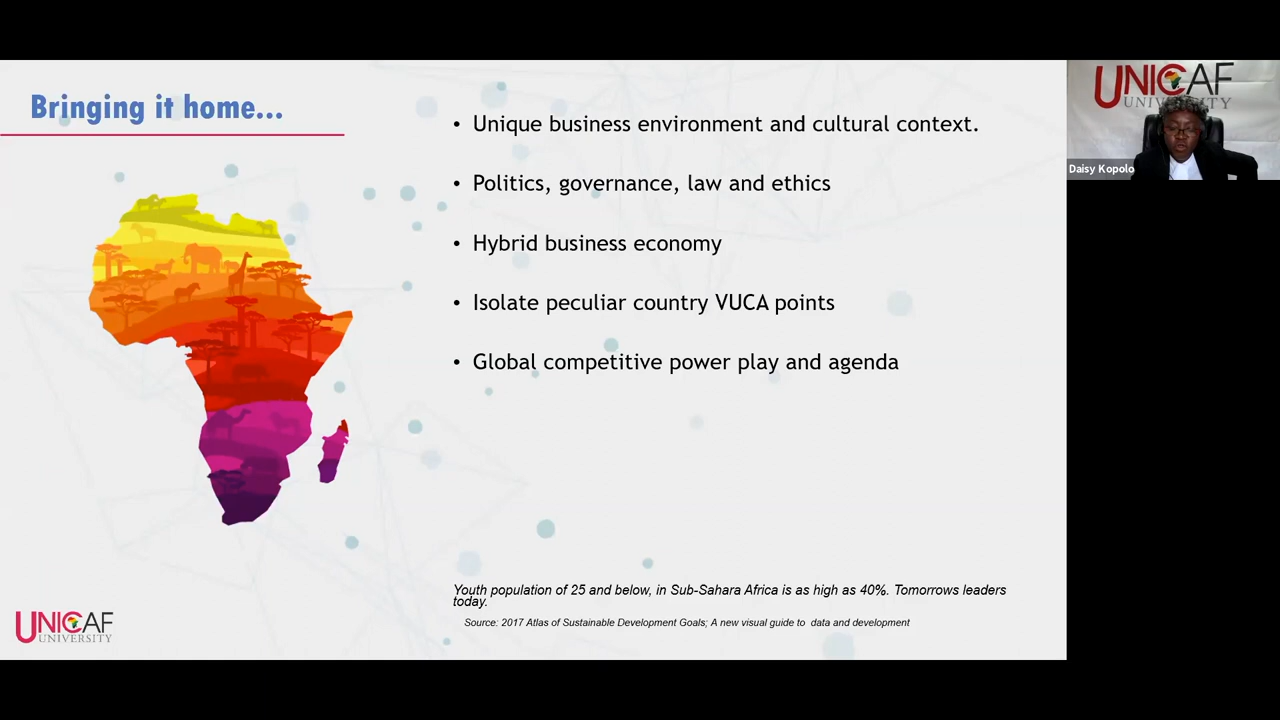 Bringing it home...
• Unique business environment and cultural context.
• Politics, governance, law and ethics
• Hybrid business economy
• Isolate peculiar country VUCA points
• Global competitive power play and agenda
Youth population of 25 and below, in Sub-Sahara Africa is as high as 40%. Tomorrows leaders
today.
Source: 2017 Atlas of Sustainable Development Goals; A new visual guide to data and development
UNICAF
UNIVERSITY
UNICAF
UNIVERSITY
Daisy Kopolo